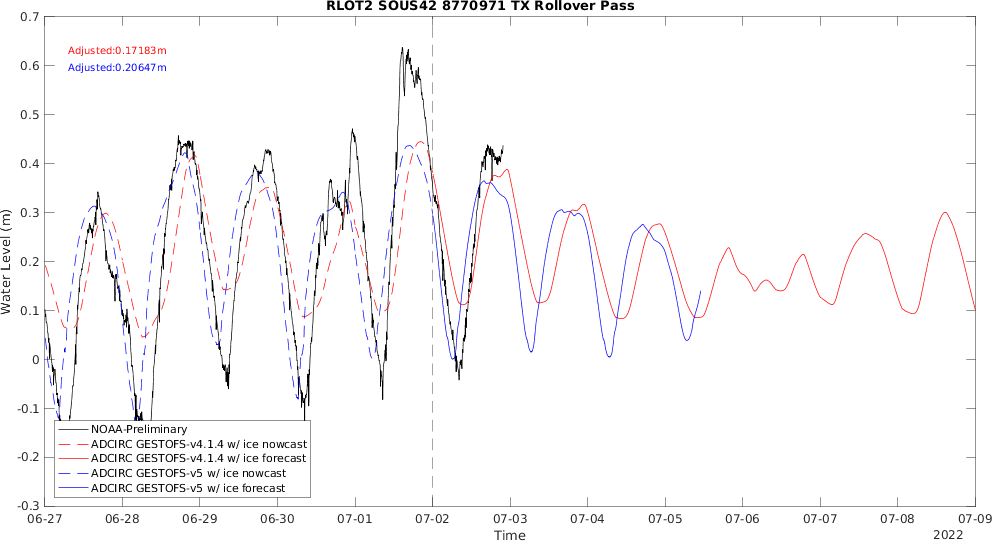 RLOT2 SOUS42 8770971 TX Rollover Pass
Adjusted:0.17183m
Adjusted:0.20647m
Water Level (m)
0.7
0.6
0.5
0.4
0.3
0.2
0.1
0
-0.1
-0.2
-0.3
NOAA-Preliminary
ADCIRC GESTOFS-v4.1.4 w/ ice nowcast
ADCIRC GESTOFS-v4.1.4 w/ ice forecast
ADCIRC GESTOFS-v5 w/ ice nowcast
ADCIRC GESTOFS-v5 w/ ice forecast
06-27 06-28 06-29 06-30 07-01 07-02 07-03 07-04 07-05 07-06 07-07 07-08 07-09
Time
2022